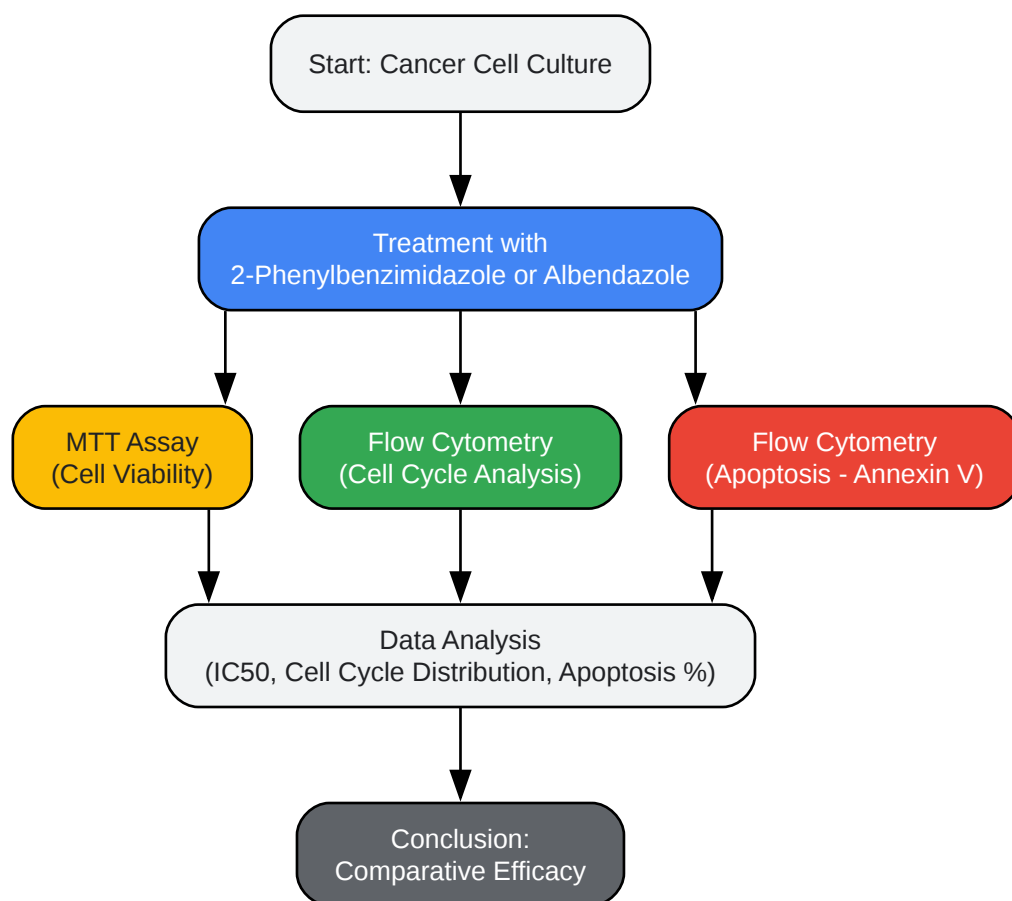 Start: Cancer Cell Culture
Treatment with
2-Phenylbenzimidazole or Albendazole
MTT Assay
(Cell Viability)
Flow Cytometry
(Cell Cycle Analysis)
Flow Cytometry
(Apoptosis - Annexin V)
Data Analysis
(IC50, Cell Cycle Distribution, Apoptosis %)
Conclusion:
Comparative Efficacy